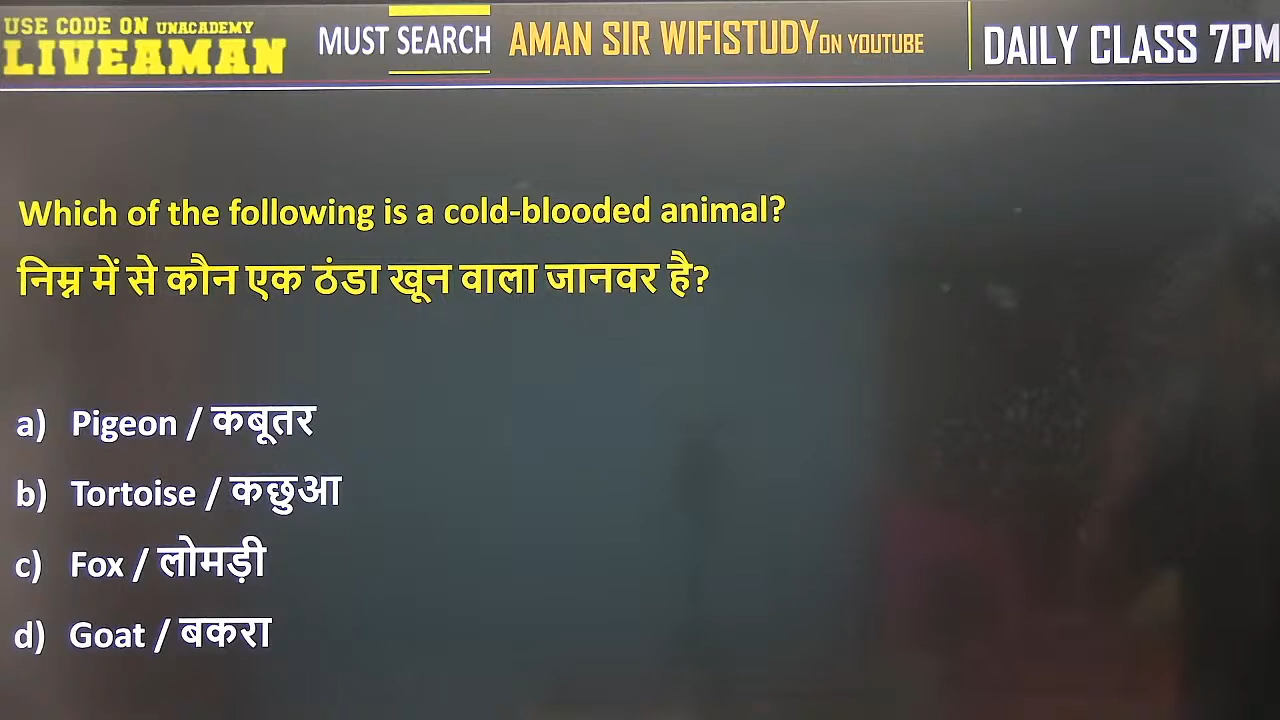 USE CODE ON UNACADEMY
LIVEAMAN
MUST SEARCH
AMAN SIR WIFISTUDY ON YOUTUBE
DAILY CLASS 7PM
Which of the following is a cold-blooded animal?
निम्न में से कौन एक ठंडा खून वाला जानवर है?
a) Pigeon / कबूतर
b) Tortoise / कछुआ
c) Fox / लोमड़ी
d) Goat / बकरा